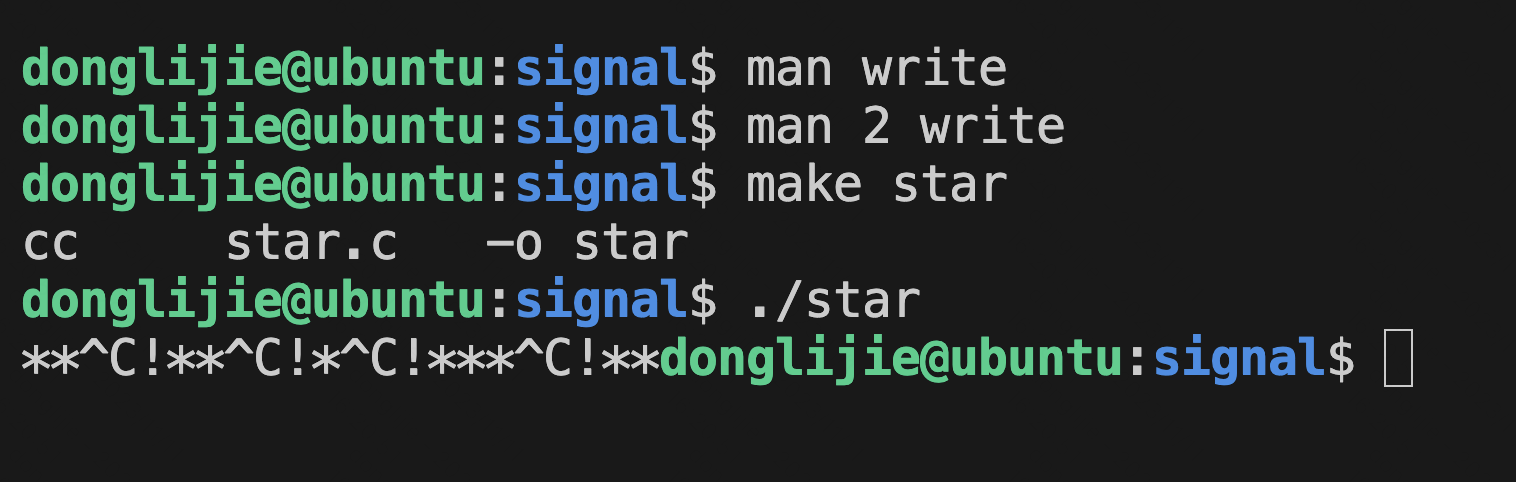 donglijie@ubuntu:signal$ man write
donglijie@ubuntu:signal$ man 2 write
donglijie@ubuntu:signal$ make star
cc     star.c   -o star
donglijie@ubuntu:signal$ ./star
**^C!**^C!*^C!***^C!**donglijie@ubuntu:signal$